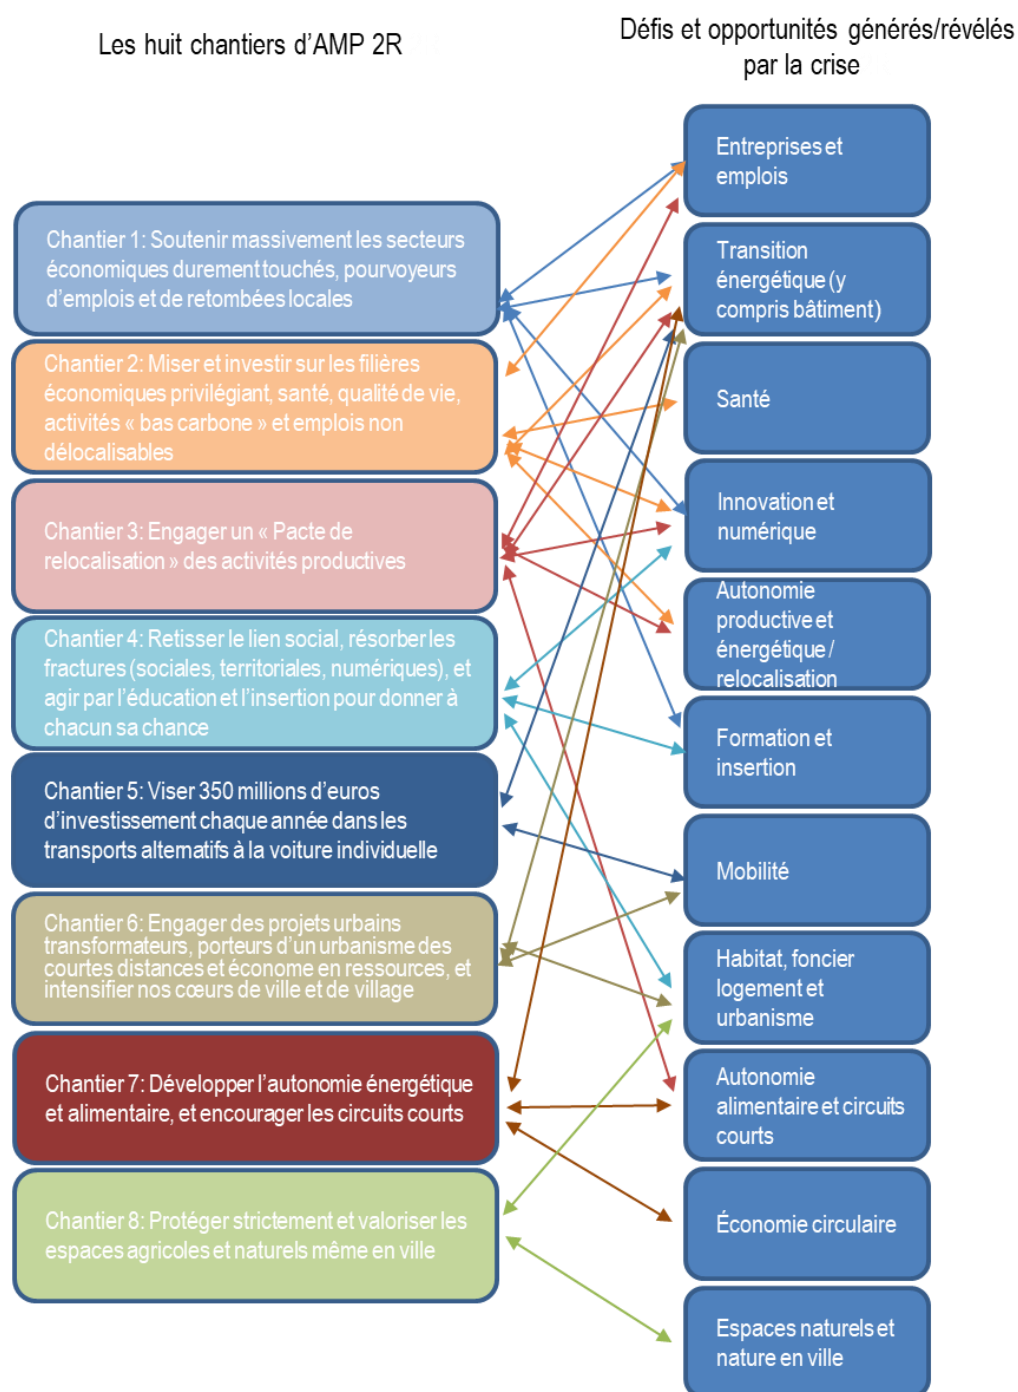 Les huit chantiers d’AMP 2R
Chantier 1: Soutenir massivement les secteurs
économiques durement touchés, pourvoyeurs
d’emplois et de retombées locales
Chantier 2: Miser et investir sur les filières
économiques privilégiant, santé, qualité de vie,
activités « bas carbone » et emplois non
délocalisables
Chantier 3: Engager un « Pacte de
relocalisation » des activités productives
Chantier 4: Retisser le lien social, résorber les
fractures (sociales, territoriales, numériques), et
agir par l’éducation et l’insertion pour donner à
chacun sa chance
Chantier 5: Viser 350 millions d’euros
d’investissement chaque année dans les
transports alternatifs à la voiture individuelle
Chantier 6: Engager des projets urbains
transformateurs, porteurs d’un urbanisme des
courtes distances et économe en ressources, et
intensifier nos cœurs de ville et de village
Chantier 7: Développer l’autonomie énergétique
et alimentaire, et encourager les circuits courts
Chantier 8: Protéger strictement et valoriser les
espaces agricoles et naturels même en ville
Défis et opportunités générés/révélés
par la crise
Entreprises et
emplois
Transition
énergétique (y
compris bâtiment)
Santé
Innovation et
numérique
Autonomie
productive et
énergétique /
relocalisation
Formation et
insertion
Mobilité
Habitat, foncier
logement et
urbanisme
Autonomie
alimentaire et circuits
courts
Économie circulaire
Espaces naturels et
nature en ville